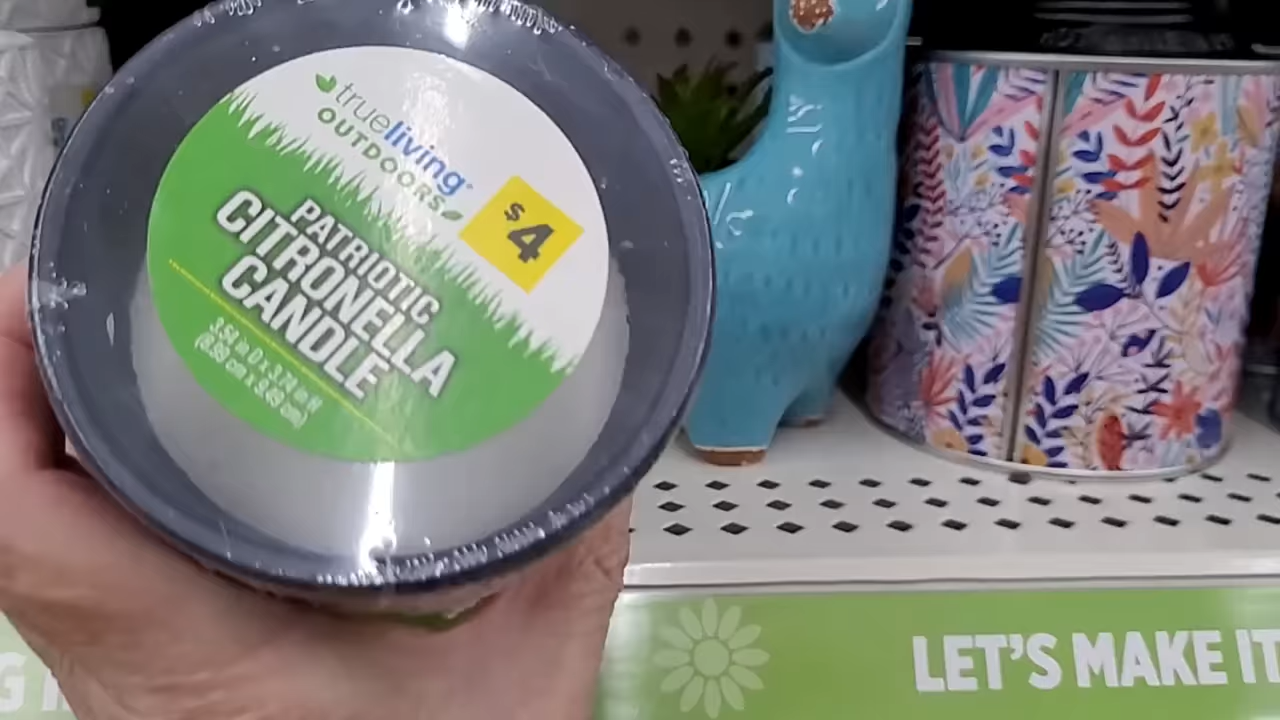 trueliving®
OUTDOORS
$4
PATRIOTIC
CITRONELLA
CANDLE
LET'S MAKE IT